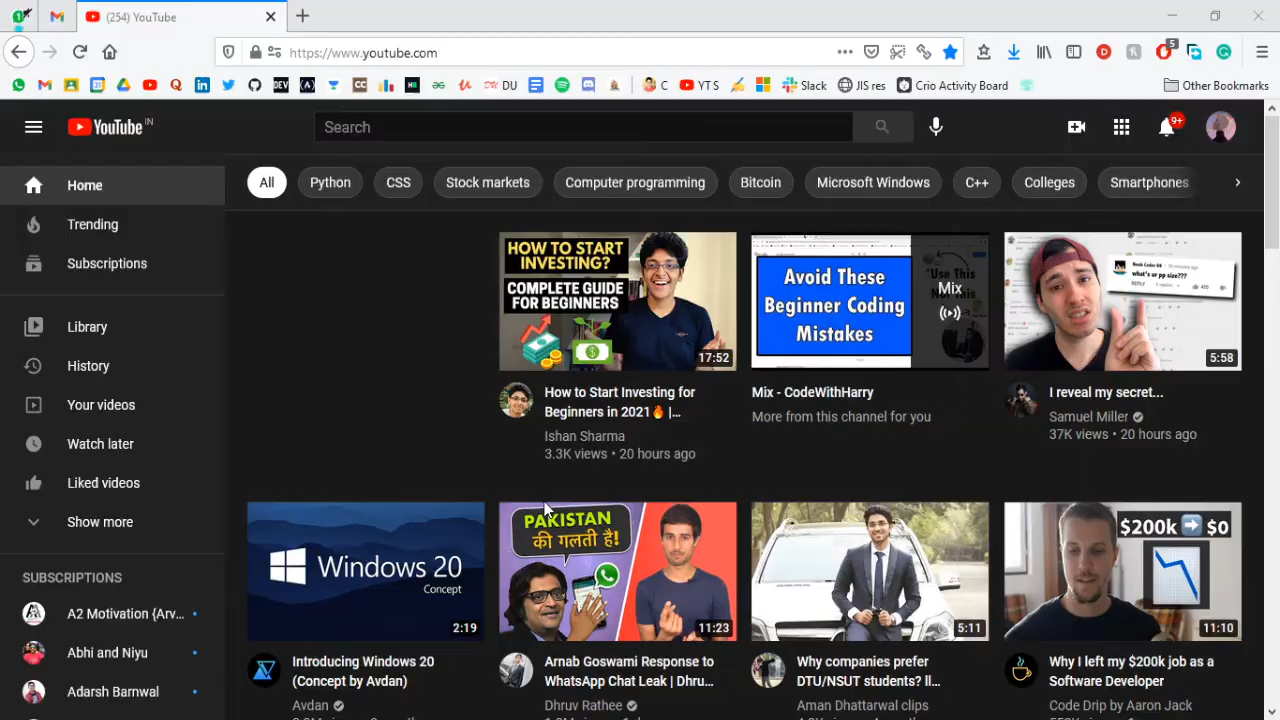 (254) YouTube
https://www.youtube.com
5
DU
C
YT S
Slack
JIS res
Crio Activity Board
Other Bookmarks
YouTube IN
Search
9+
Home
Trending
Subscriptions
Library
History
Your videos
Watch later
Liked videos
Show more
SUBSCRIPTIONS
A2 Motivation {Arv...
Abhi and Niyu
Adarsh Barnwal
All
Python
CSS
Stock markets
Computer programming
Bitcoin
Microsoft Windows
C++
Colleges
Smartphones
HOW TO START
INVESTING?
COMPLETE GUIDE
FOR BEGINNERS
17:52
How to Start Investing for
Beginners in 2021🔥 |...
Ishan Sharma
3.3K views • 20 hours ago
Avoid These
Beginner Coding
Mistakes
Mix
Mix - CodeWithHarry
More from this channel for you
what's ur pp size???
REPLY
5:58
I reveal my secret...
Samuel Miller
37K views • 20 hours ago
Windows 20
Concept
2:19
Introducing Windows 20
(Concept by Avdan)
Avdan
PAKISTAN
की गलती है!
11:23
Arnab Goswami Response to
WhatsApp Chat Leak | Dhru...
Dhruv Rathee
5:11
Why companies prefer
DTU/NSUT students? Il...
Aman Dhattarwal clips
$200k ➡ $0
11:10
Why I left my $200k job as a
Software Developer
Code Drip by Aaron Jack